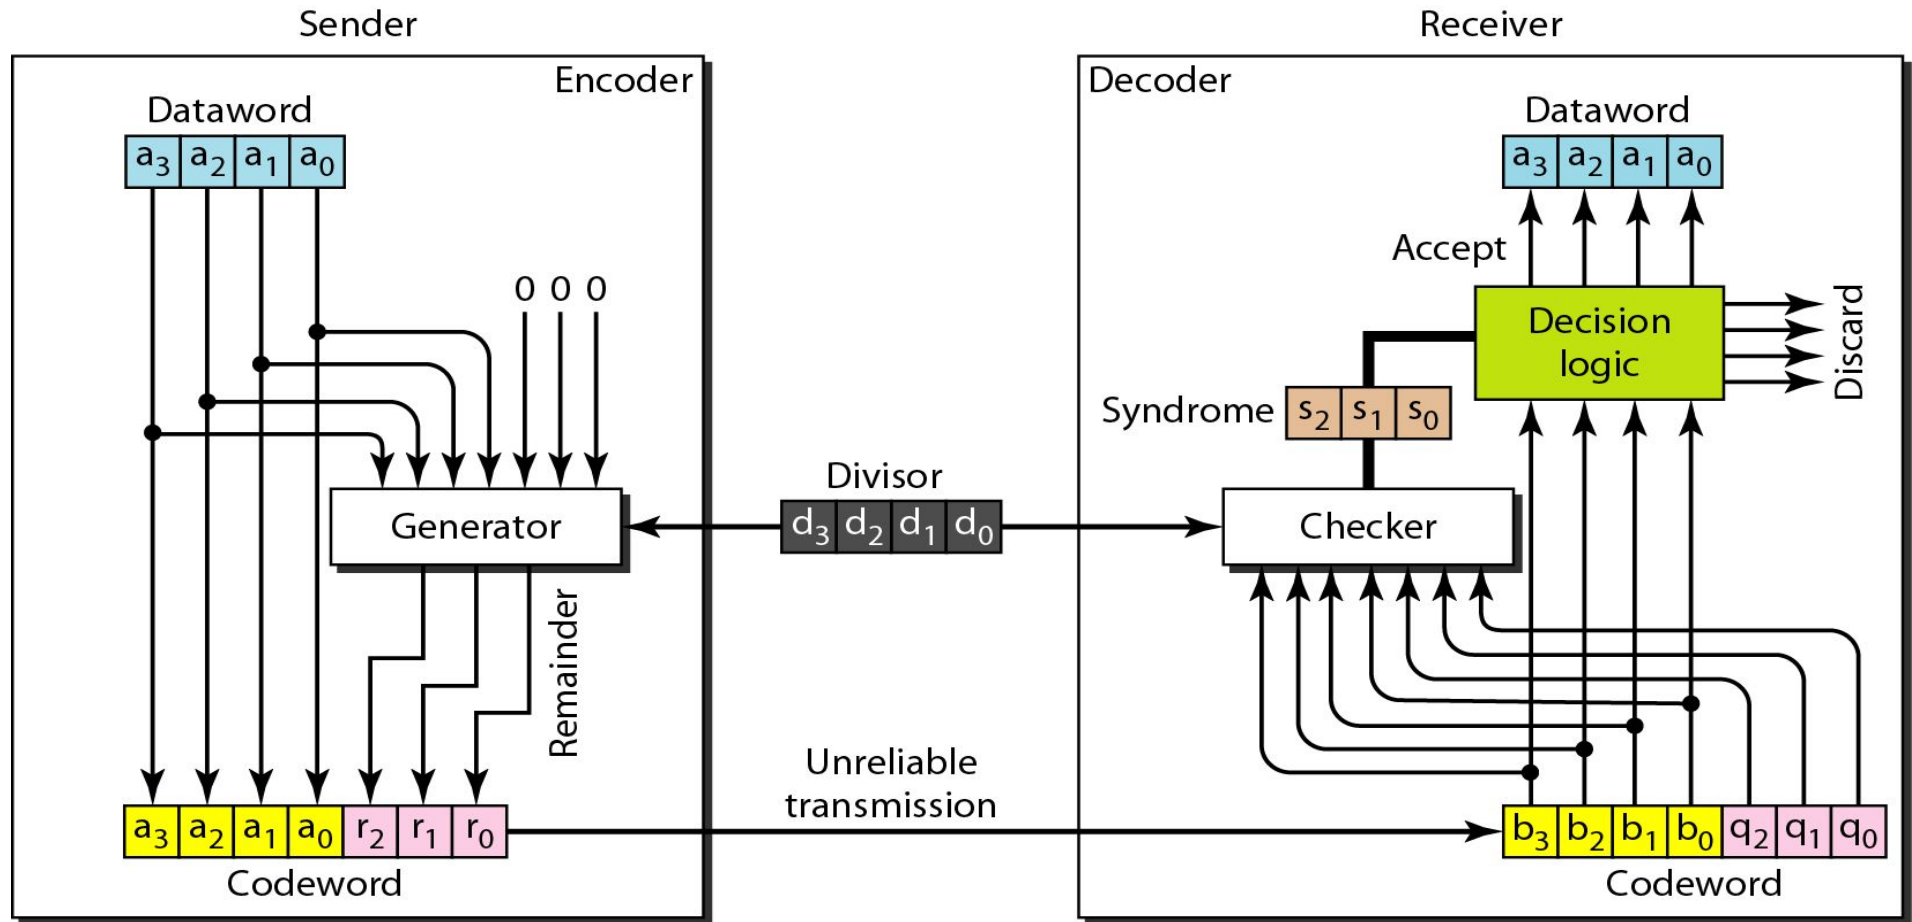 Sender
Receiver
Encoder
Decoder
Dataword
a3 a2 a1 a0
Dataword
a3 a2 a1 a0
Accept
0 0 0
Decision
logic
Discard
Syndrome
s2 s1 s0
Divisor
d3 d2 d1 d0
Generator
Checker
Remainder
Unreliable
transmission
a3 a2 a1 a0 r2 r1 r0
Codeword
b3 b2 b1 b0 q2 q1 q0
Codeword